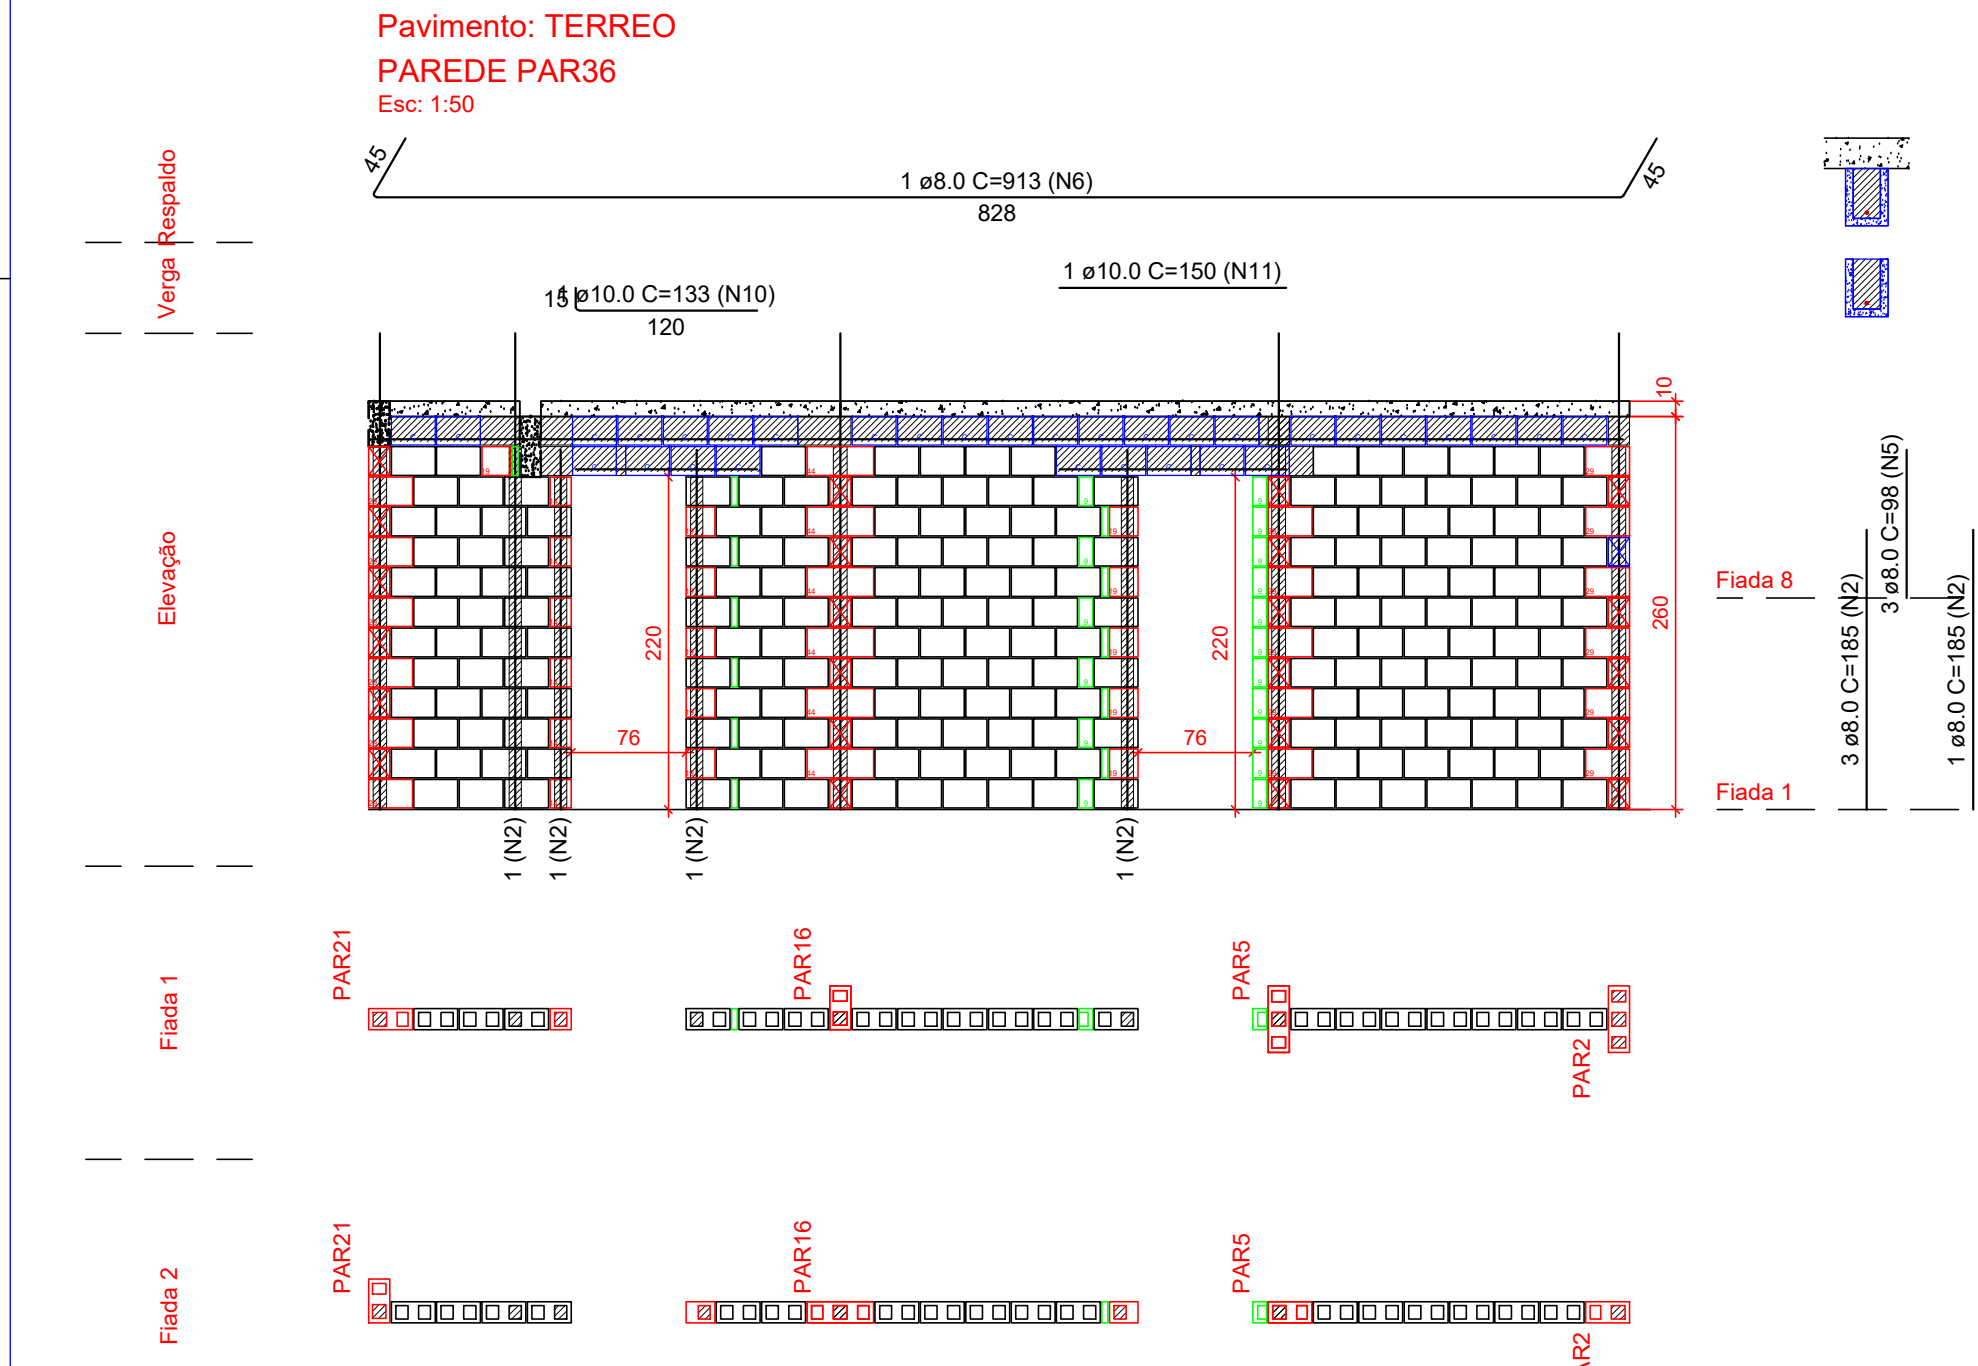 Pavimento: TERREO
PAREDE PAR36
Esc: 1:50
Respaldo
45
1 ø8.0 C=913 (N6)
828
45
Verga
15
1 ø10.0 C=133 (N10)
120
1 ø10.0 C=150 (N11)
Elevação
10
260
220
220
76
76
Fiada 8
Fiada 1
3 ø8.0 C=185 (N2)
3 ø8.0 C=98 (N5)
1 ø8.0 C=185 (N2)
1 (N2)
1 (N2)
1 (N2)
1 (N2)
Fiada 1
PAR21
PAR16
PAR5
PAR2
Fiada 2
PAR21
PAR16
PAR5